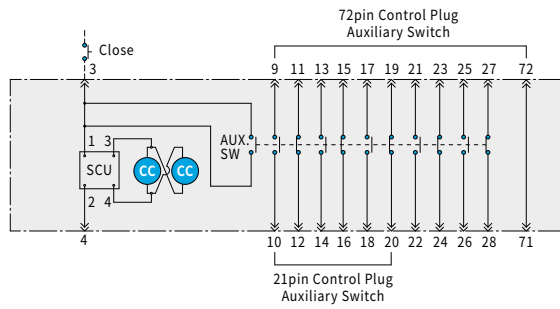 72pin Control Plug
Auxiliary Switch
Close
3
9 11 13 15 17 19 21 23 25 27 72
AUX.
SW
1 3
SCU
CC CC
2 4
4
10 12 14 16 18 20 22 24 26 28 71
21pin Control Plug
Auxiliary Switch